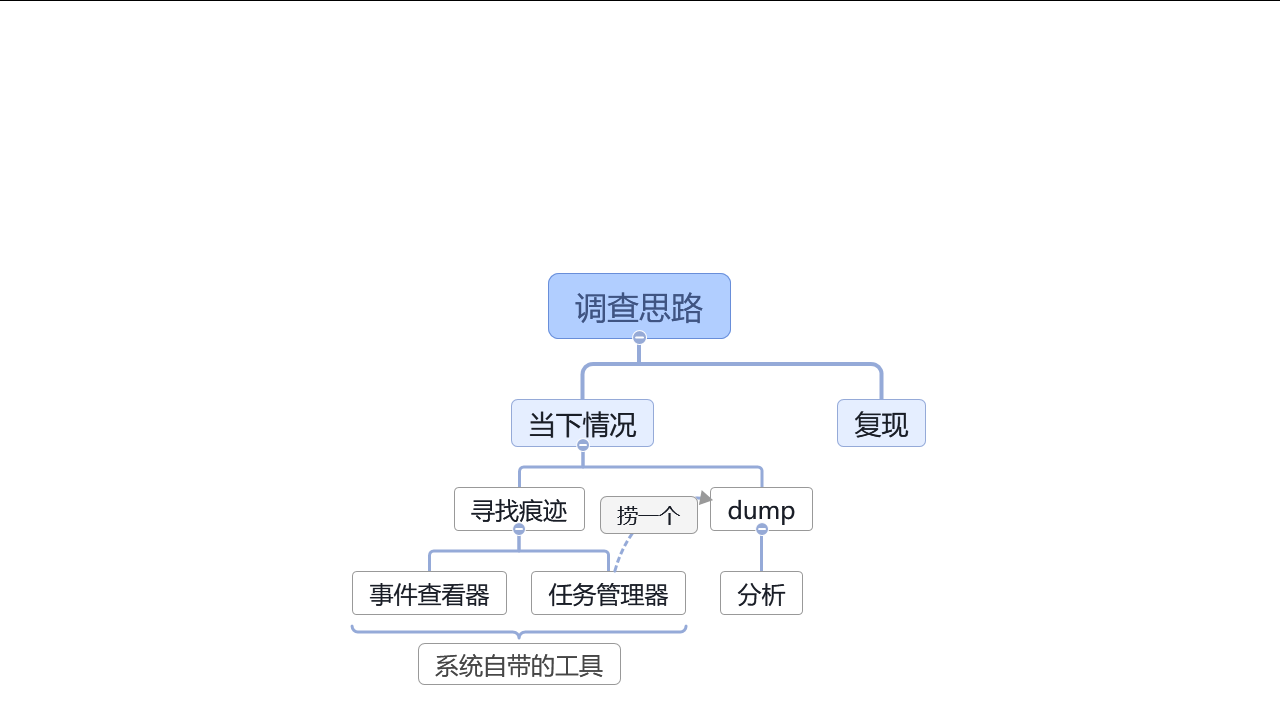 调查思路
当下情况
复现
寻找痕迹
捞一个
dump
事件查看器
任务管理器
分析
系统自带的工具